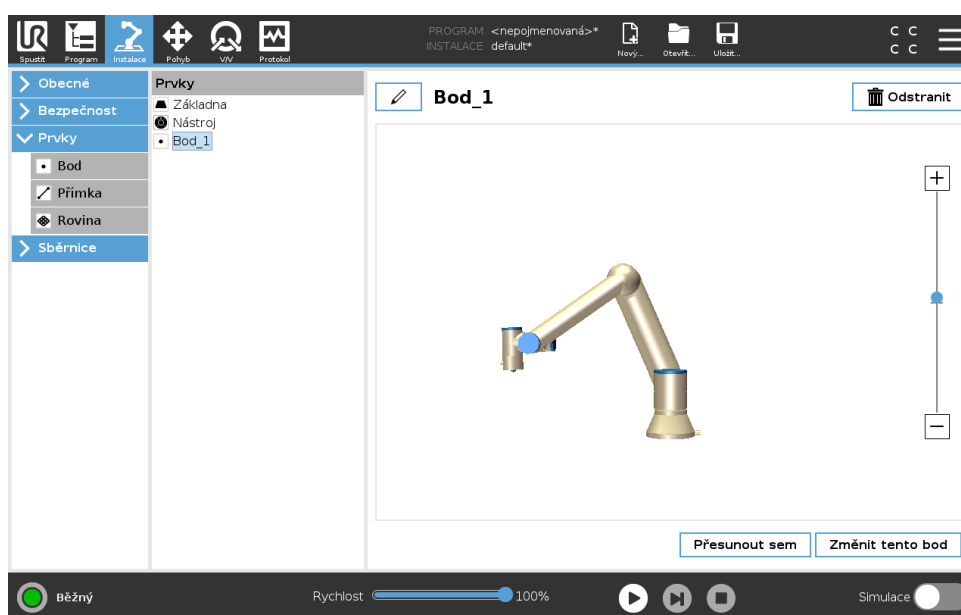 UR
PROGRAM <nepojmenovaná>*
INSTALACE default*
C C
C C
Spustit Program Instalace Pohyb V/V Protokol Nový... Otevřít... Uložit...
Obecné
Bezpečnost
Prvky
Bod
Přímka
Rovina
Sběrnice
Prvky
Základna
Nástroj
Bod_1
Bod_1
Odstranit
Přesunout sem
Změnit tento bod
Běžný
Rychlost
100%
Simulace